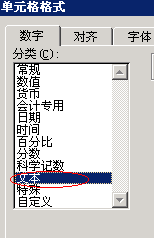 单元格格式
数字 对齐 字体
分类(C):
常规
数值
货币
会计专用
日期
时间
百分比
分数
科学记数
文本
特殊
自定义